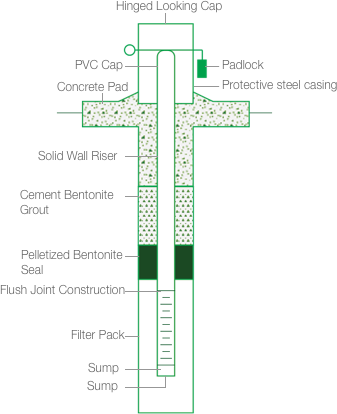 Hinged Looking Cap
PVC Cap
Padlock
Concrete Pad
Protective steel casing
Solid Wall Riser
Cement Bentonite
Grout
Pelletized Bentonite
Seal
Flush Joint Construction
Filter Pack
Sump
Sump